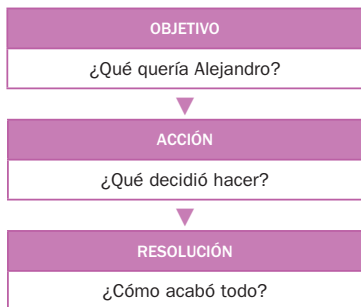 OBJETIVO
¿Qué quería Alejandro?
ACCIÓN
¿Qué decidió hacer?
RESOLUCIÓN
¿Cómo acabó todo?